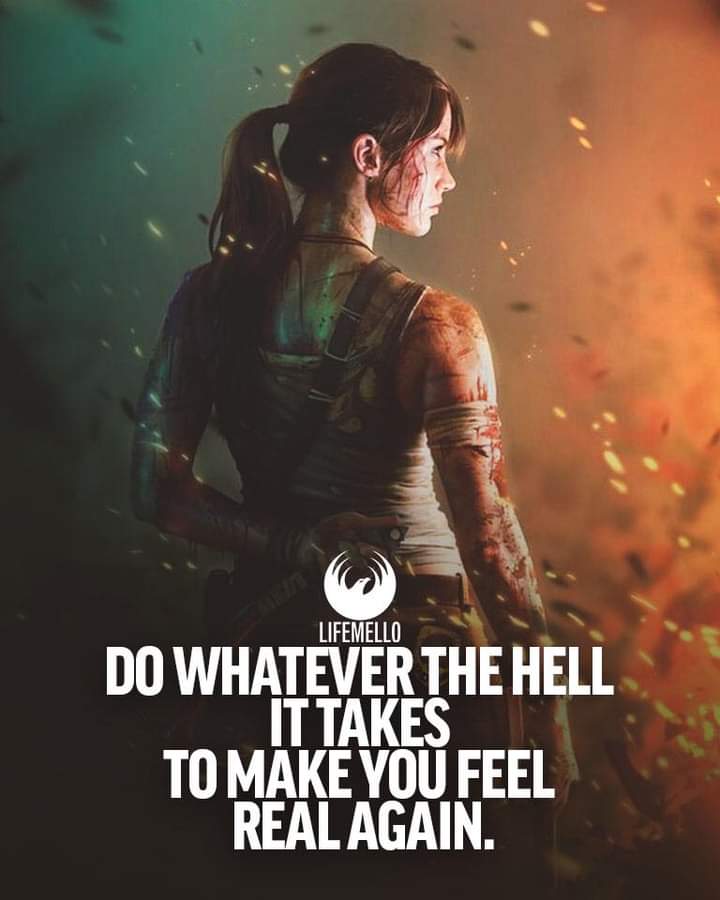 LIFEMELLO
DO WHATEVER THE HELL
IT TAKES
TO MAKE YOU FEEL
REAL AGAIN.